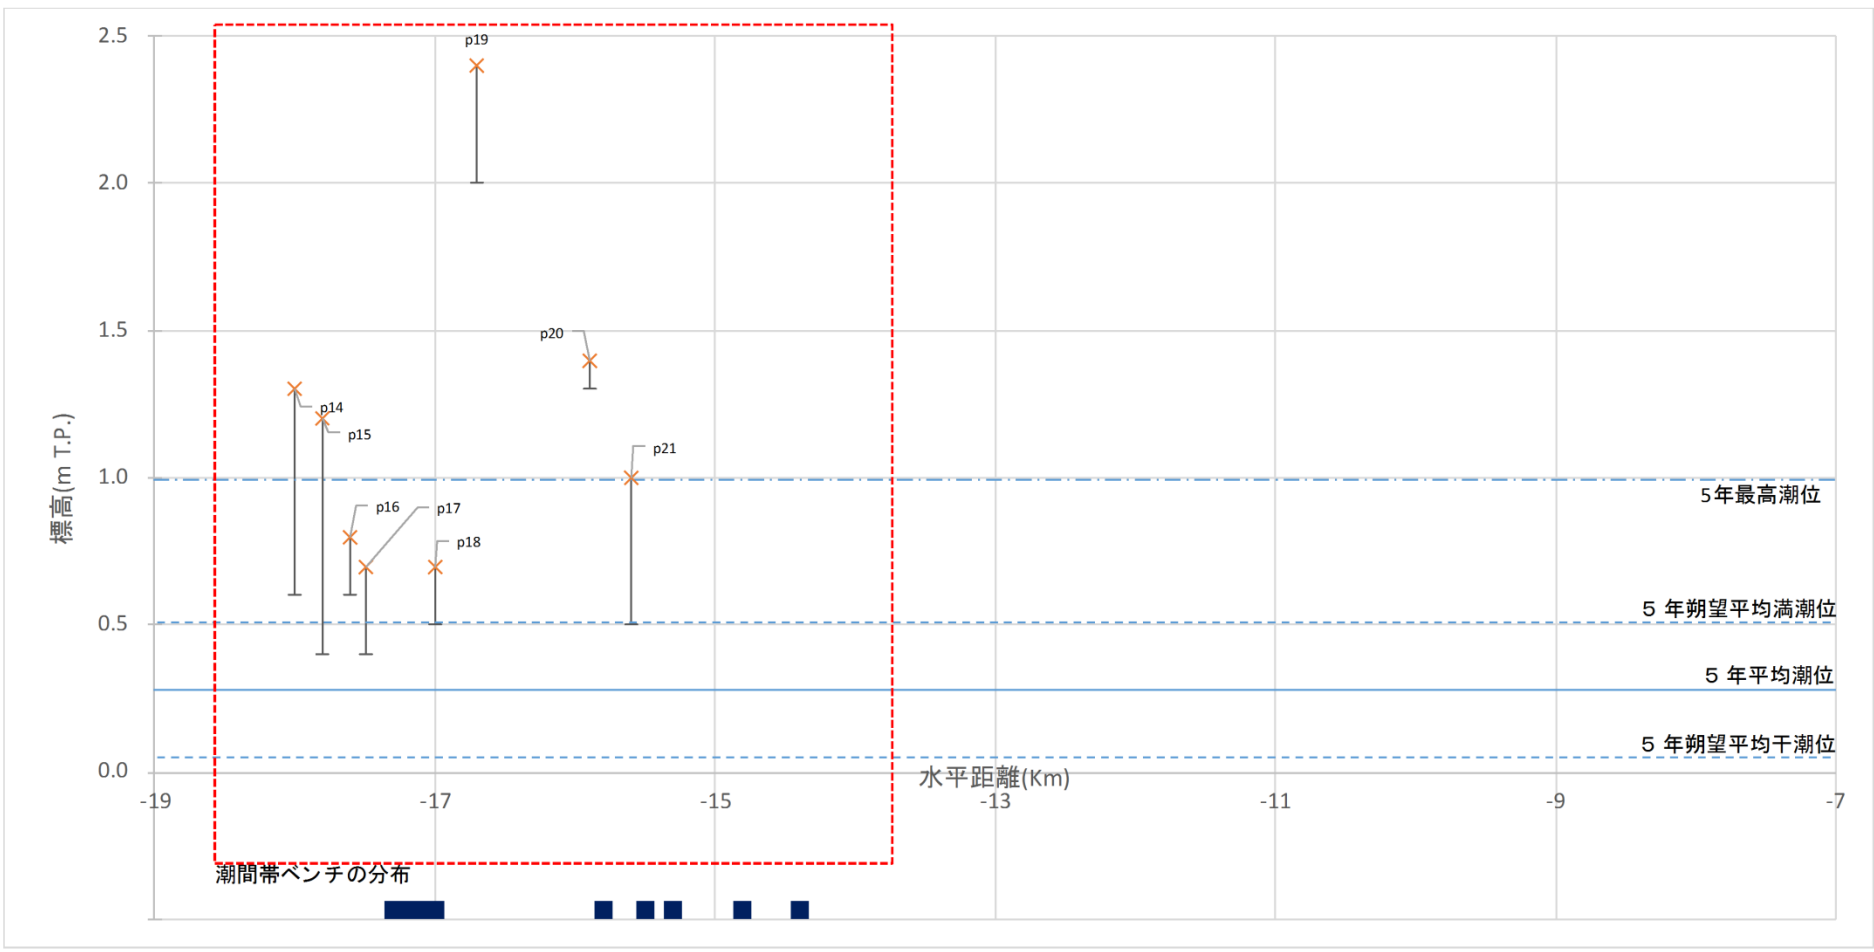 2.5
p19
2.0
1.5
p20
p14
p15
p21
1.0
5年最高潮位
p16
p17
p18
標高(m T.P.)
5 年朔望平均満潮位
0.5
5 年平均潮位
5 年朔望平均干潮位
0.0
水平距離(Km)
-19
-17
-15
-13
-11
-9
-7
潮間帯ベンチの分布